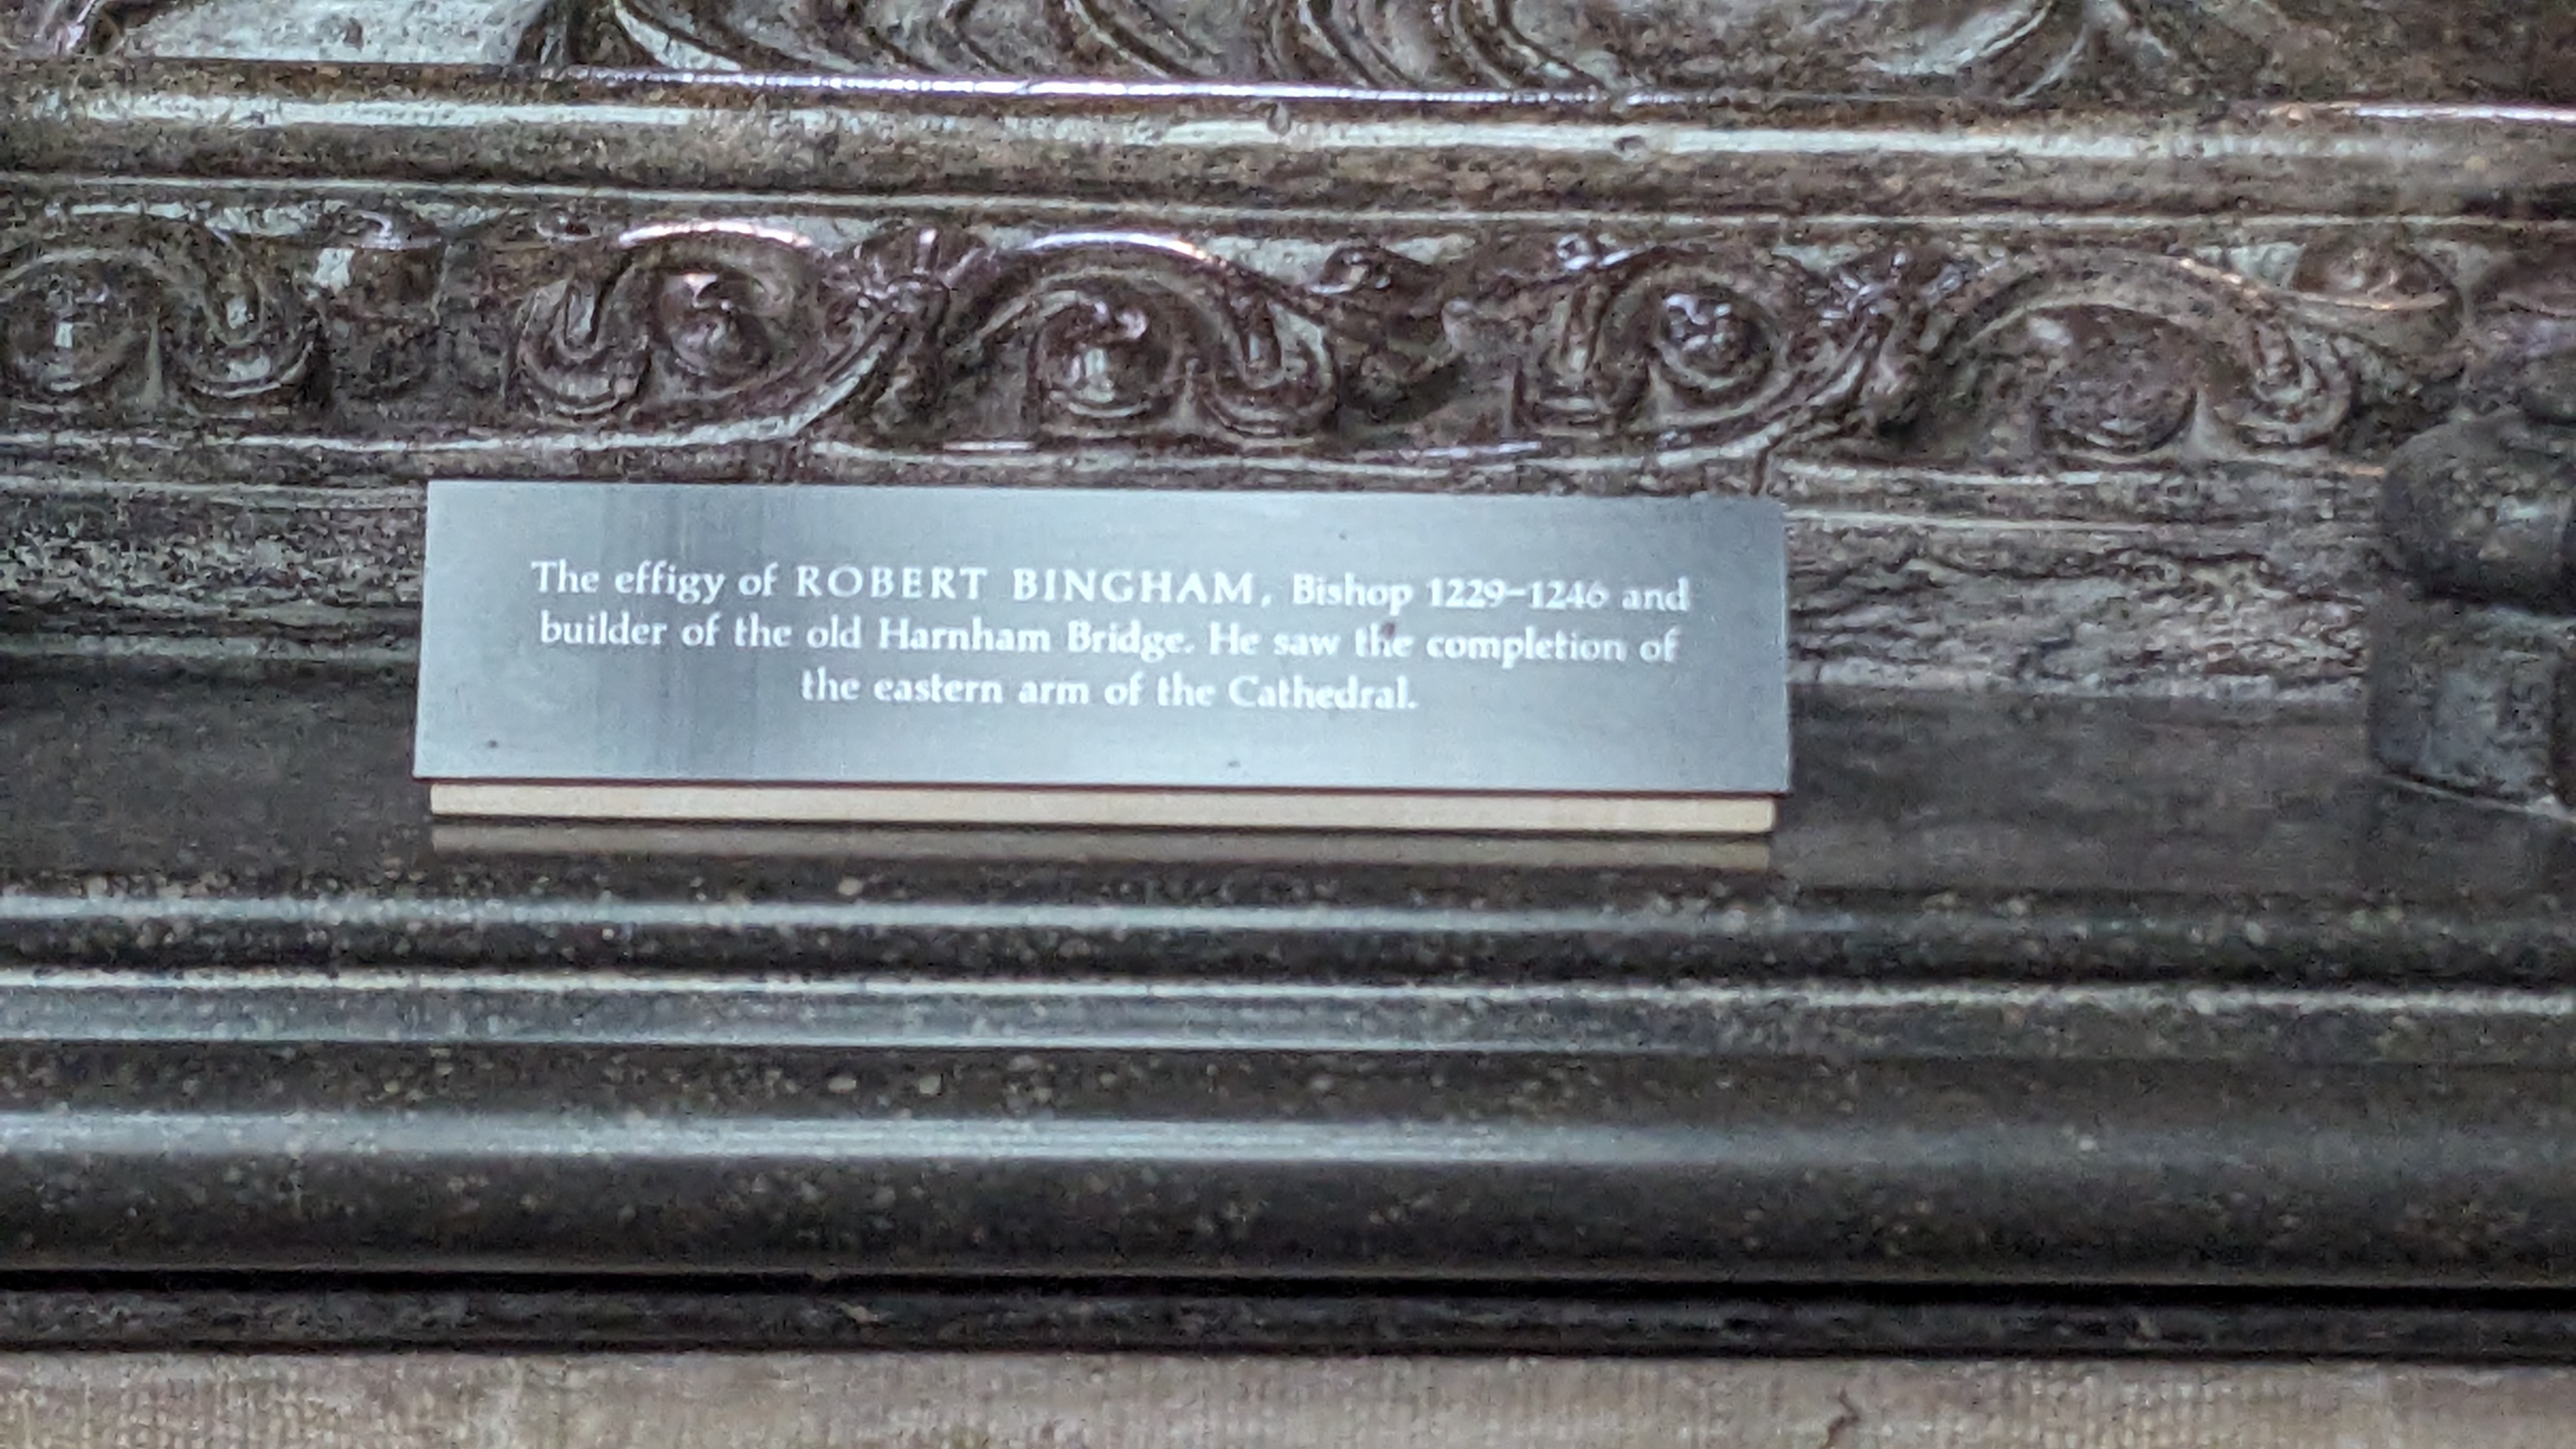 The effigy of ROBERT BINGHAM, Bishop 1229–1246 and
builder of the old Harnham Bridge. He saw the completion of
the eastern arm of the Cathedral.